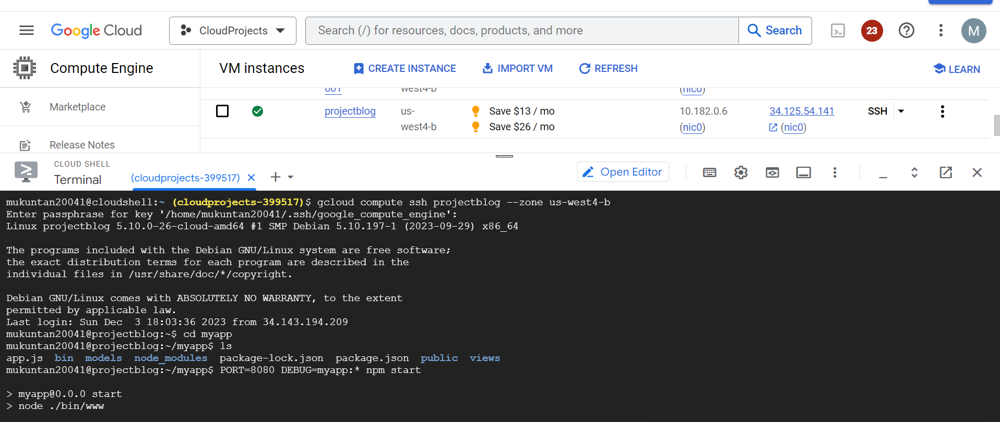 Google Cloud
CloudProjects
Search (/) for resources, docs, products, and more
Search
23
M
Compute Engine
VM instances
CREATE INSTANCE
IMPORT VM
REFRESH
LEARN
001
west4-b
(nic0)
Marketplace
projectblog
us-
west4-b
Save $13 / mo
Save $26 / mo
10.182.0.6
(nic0)
34.125.54.141
(nic0)
SSH
Release Notes
CLOUD SHELL
Terminal
(cloudprojects-399517)
Open Editor
mukuntan20041@cloudshell:~ (cloudprojects-399517)$ gcloud compute ssh projectblog --zone us-west4-b
Enter passphrase for key '/home/mukuntan20041/.ssh/google_compute_engine':
Linux projectblog 5.10.0-26-cloud-amd64 #1 SMP Debian 5.10.197-1 (2023-09-29) x86_64
The programs included with the Debian GNU/Linux system are free software;
the exact distribution terms for each program are described in the
individual files in /usr/share/doc/*/copyright.
Debian GNU/Linux comes with ABSOLUTELY NO WARRANTY, to the extent
permitted by applicable law.
Last login: Sun Dec  3 18:03:36 2023 from 34.143.194.209
mukuntan20041@projectblog:~$ cd myapp
mukuntan20041@projectblog:~/myapp$ ls
app.js  bin  models  node_modules  package-lock.json  package.json  public  views
mukuntan20041@projectblog:~/myapp$ PORT=8080 DEBUG=myapp:* npm start
> myapp@0.0.0 start
> node ./bin/www